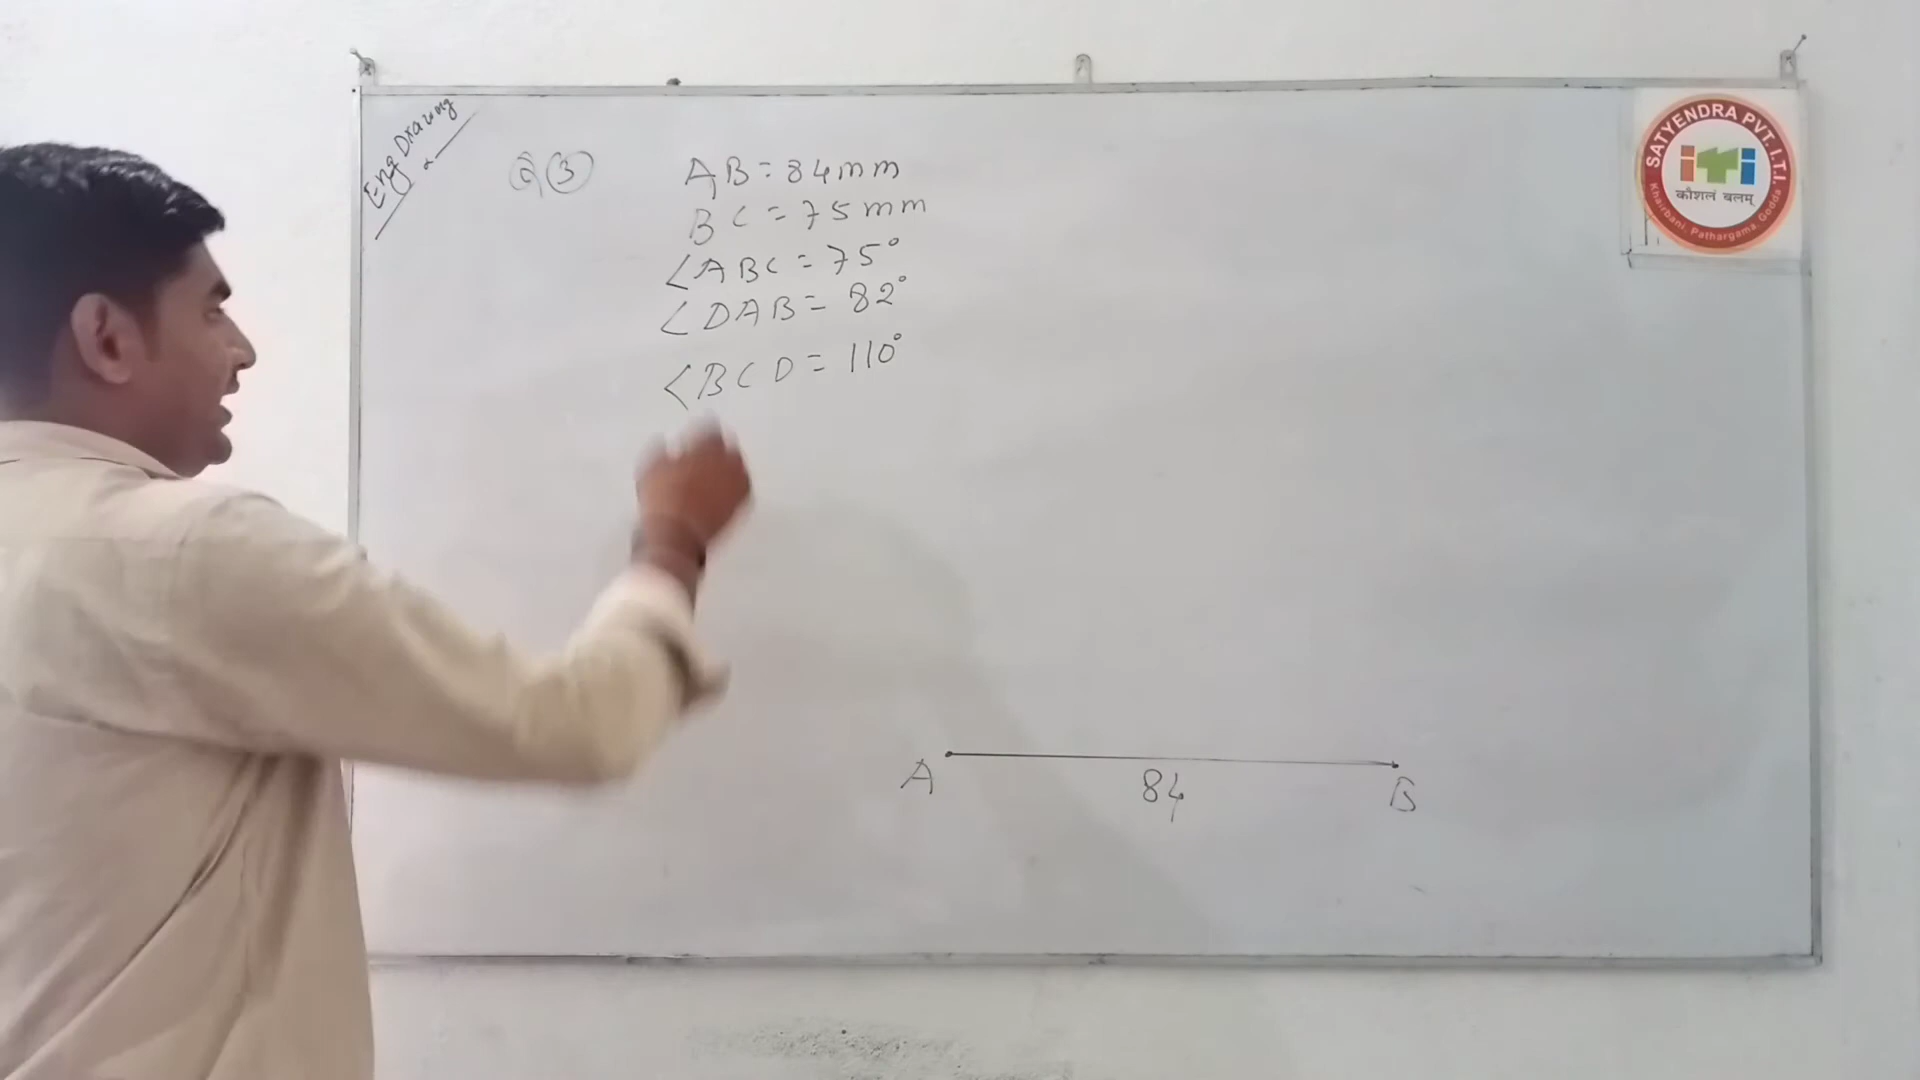 Eng Drawing
Q(3)
AB = 84mm
BC = 75mm
∠ABC = 75°
∠DAB = 82°
∠BCD = 110°
A
84
B
SATYENDRA PVT. I.T.I.
iTi
कौशलं बलम्
Khairbani, Pathargama, Godda